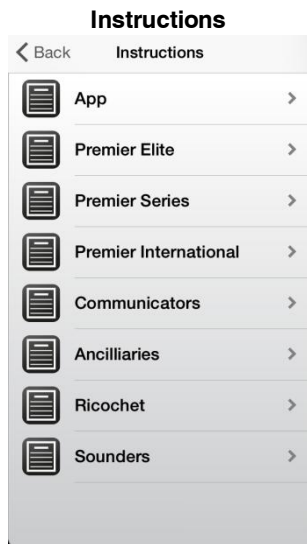 Instructions
Back Instructions
App
Premier Elite
Premier Series
Premier International
Communicators
Ancilliaries
Ricochet
Sounders